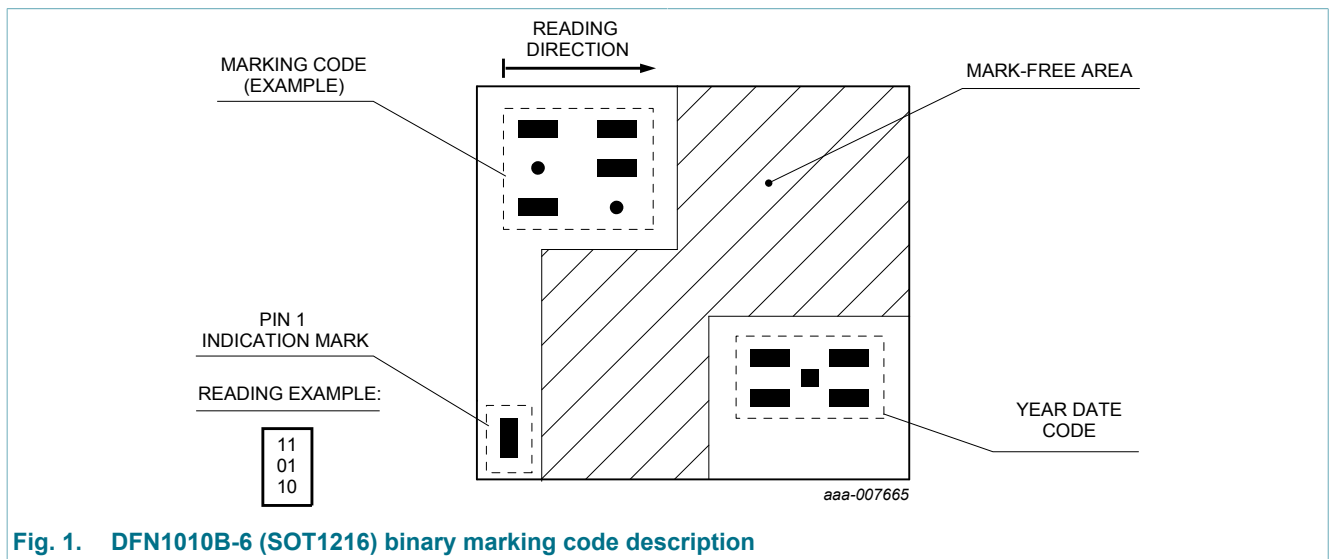 READING
DIRECTION
MARKING CODE
(EXAMPLE)
MARK-FREE AREA
PIN 1
INDICATION MARK
READING EXAMPLE:
11
01
10
YEAR DATE
CODE
aaa-007665
Fig. 1. DFN1010B-6 (SOT1216) binary marking code description